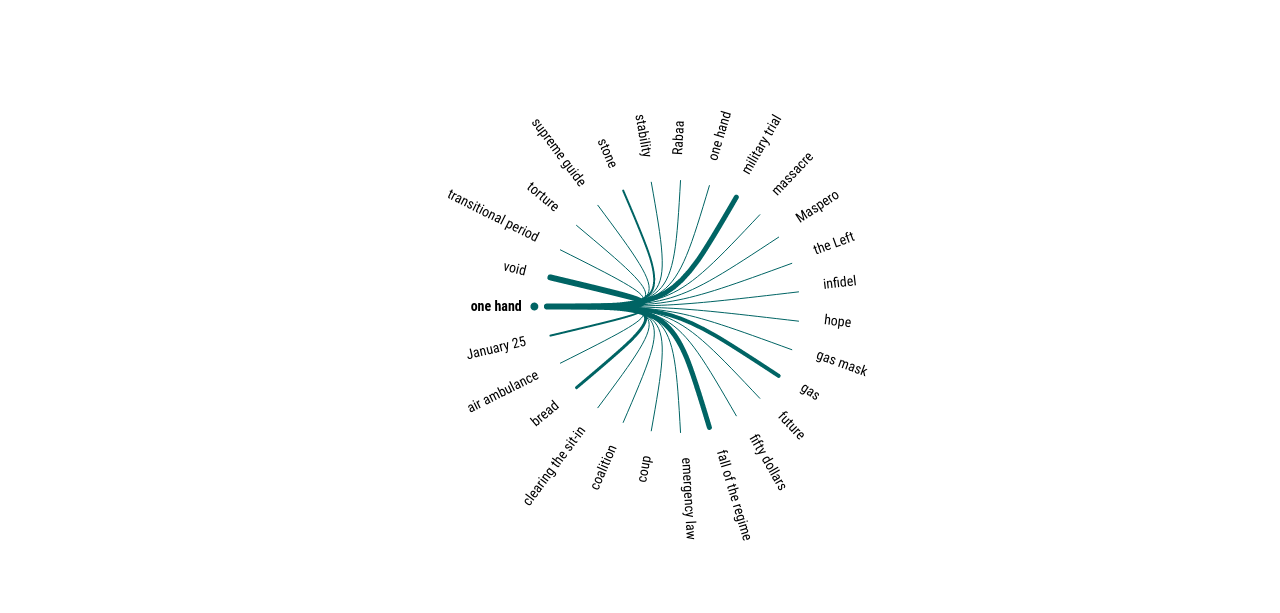 one hand
void
transitional period
torture
supreme guide
stone
stability
Rabaa
one hand
military trial
massacre
Maspero
the Left
infidel
hope
gas mask
gas
future
fifty dollars
fall of the regime
emergency law
coup
coalition
clearing the sit-in
bread
air ambulance
January 25